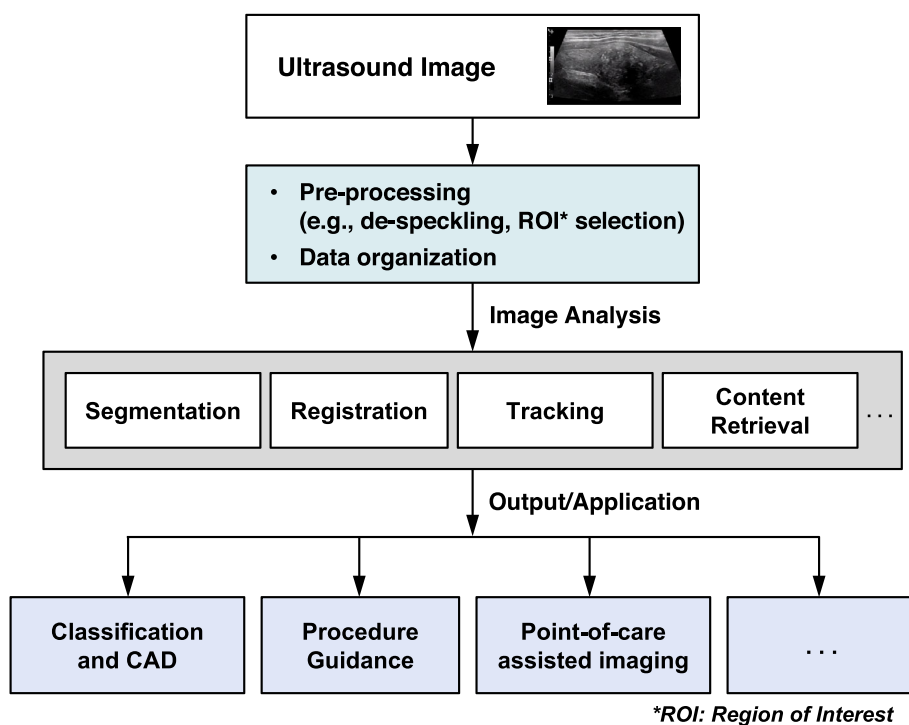 Ultrasound Image
• Pre-processing
(e.g., de-speckling, ROI* selection)
• Data organization
Image Analysis
Segmentation
Registration
Tracking
Content
Retrieval
. . .
Output/Application
Classification
and CAD
Procedure
Guidance
Point-of-care
assisted imaging
. . .
*ROI: Region of Interest